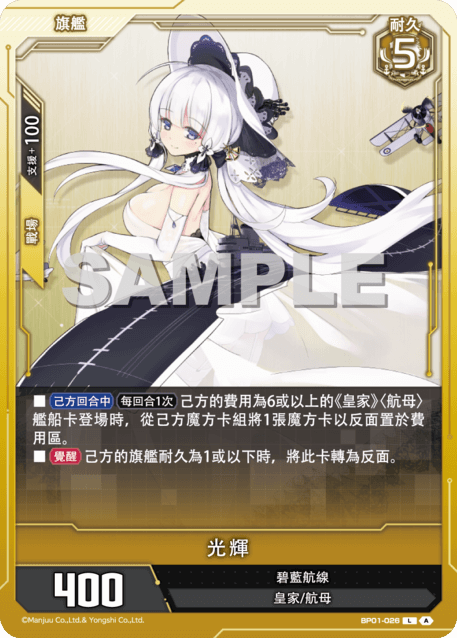 旗艦
耐久
5
支援+100
戰場
SAMPLE
■ 己方回合中 每回合1次 己方的費用為6或以上的《皇家》〈航母〉
艦船卡登場時，從己方魔方卡組將1張魔方卡以反面置於費
用區。
■ 覺醒 己方的旗艦耐久為1或以下時，將此卡轉為反面。
光輝
400
碧藍航線
皇家/航母
©Manjuu Co.,Ltd.& Yongshi Co.,Ltd.
BP01-026 L A